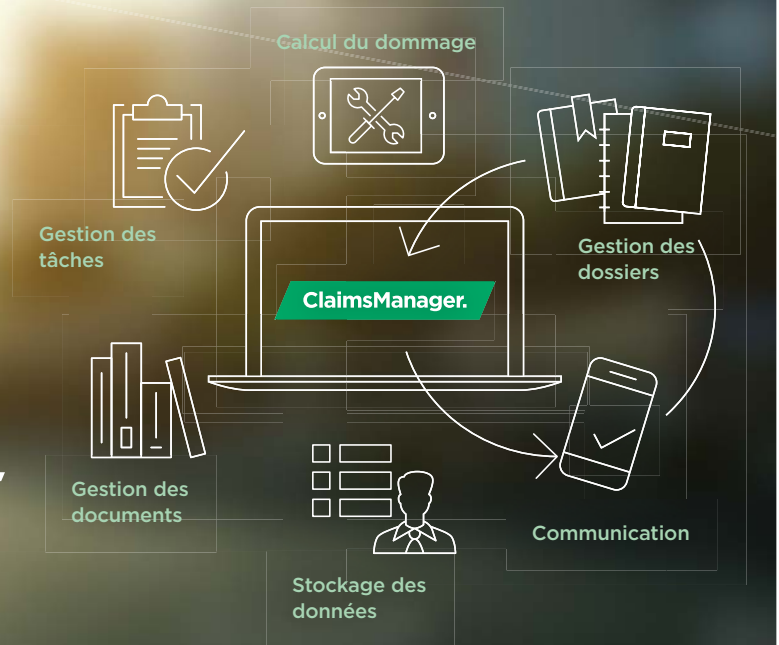 Calcul du dommage
Gestion des
tâches
Gestion des
dossiers
ClaimsManager.
Gestion des
documents
Communication
Stockage des
données